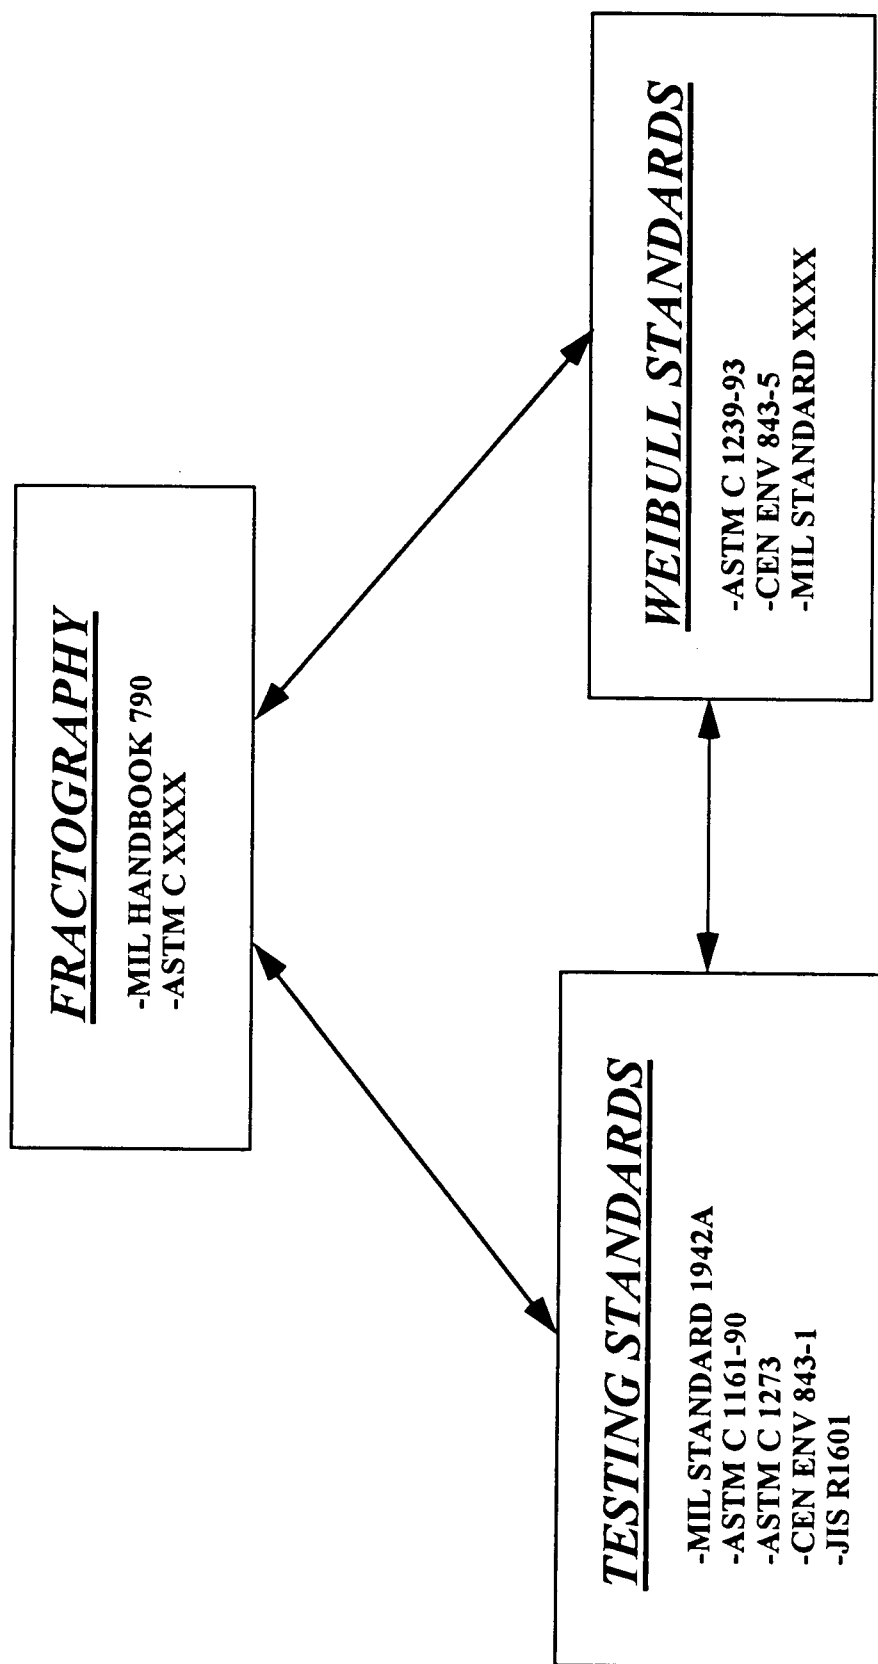 FRACTOGRAPHY
-MIL HANDBOOK 790
-ASTM C XXXX
TESTING STANDARDS
-MIL STANDARD 1942A
-ASTM C 1161-90
-ASTM C 1273
-CEN ENV 843-1
-JIS R1601
WEIBULL STANDARDS
-ASTM C 1239-93
-CEN ENV 843-5
-MIL STANDARD XXXX